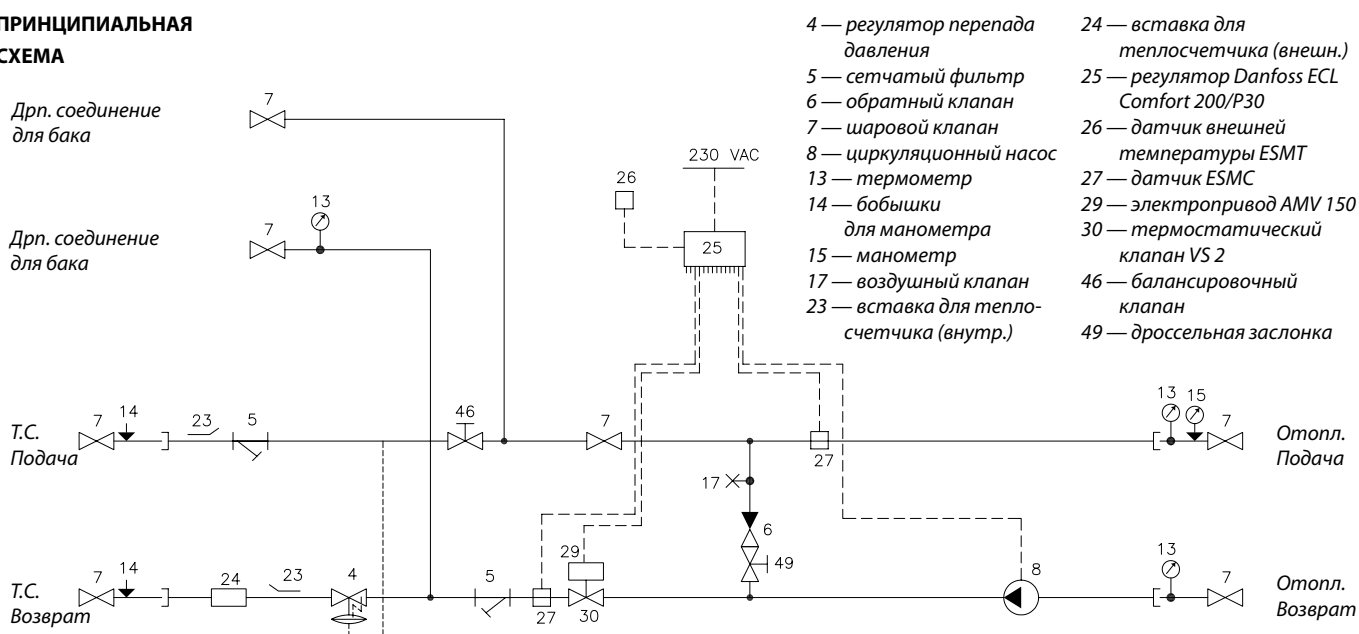 ПРИНЦИПИАЛЬНАЯ
СХЕМА
4 — регулятор перепада
давления
5 — сетчатый фильтр
6 — обратный клапан
7 — шаровой клапан
8 — циркуляционный насос
13 — термометр
14 — бобышки
для манометра
15 — манометр
17 — воздушный клапан
23 — вставка для тепло-
счетчика (внутр.)
24 — вставка для
теплосчетчика (внешн.)
25 — регулятор Danfoss ECL
Comfort 200/P30
26 — датчик внешней
температуры ESMT
27 — датчик ESMC
29 — электропривод AMV 150
30 — термостатический
клапан VS 2
46 — балансировочный
клапан
49 — дроссельная заслонка
Дрп. соединение
для бака
7
230 VAC
26
25
13
Дрп. соединение
для бака
7
Т.С.
Подача
7
14
23
5
46
7
27
13
15
7
Отопл.
Подача
17
6
49
Т.С.
Возврат
7
14
24
23
4
5
27
29
30
8
13
7
Отопл.
Возврат